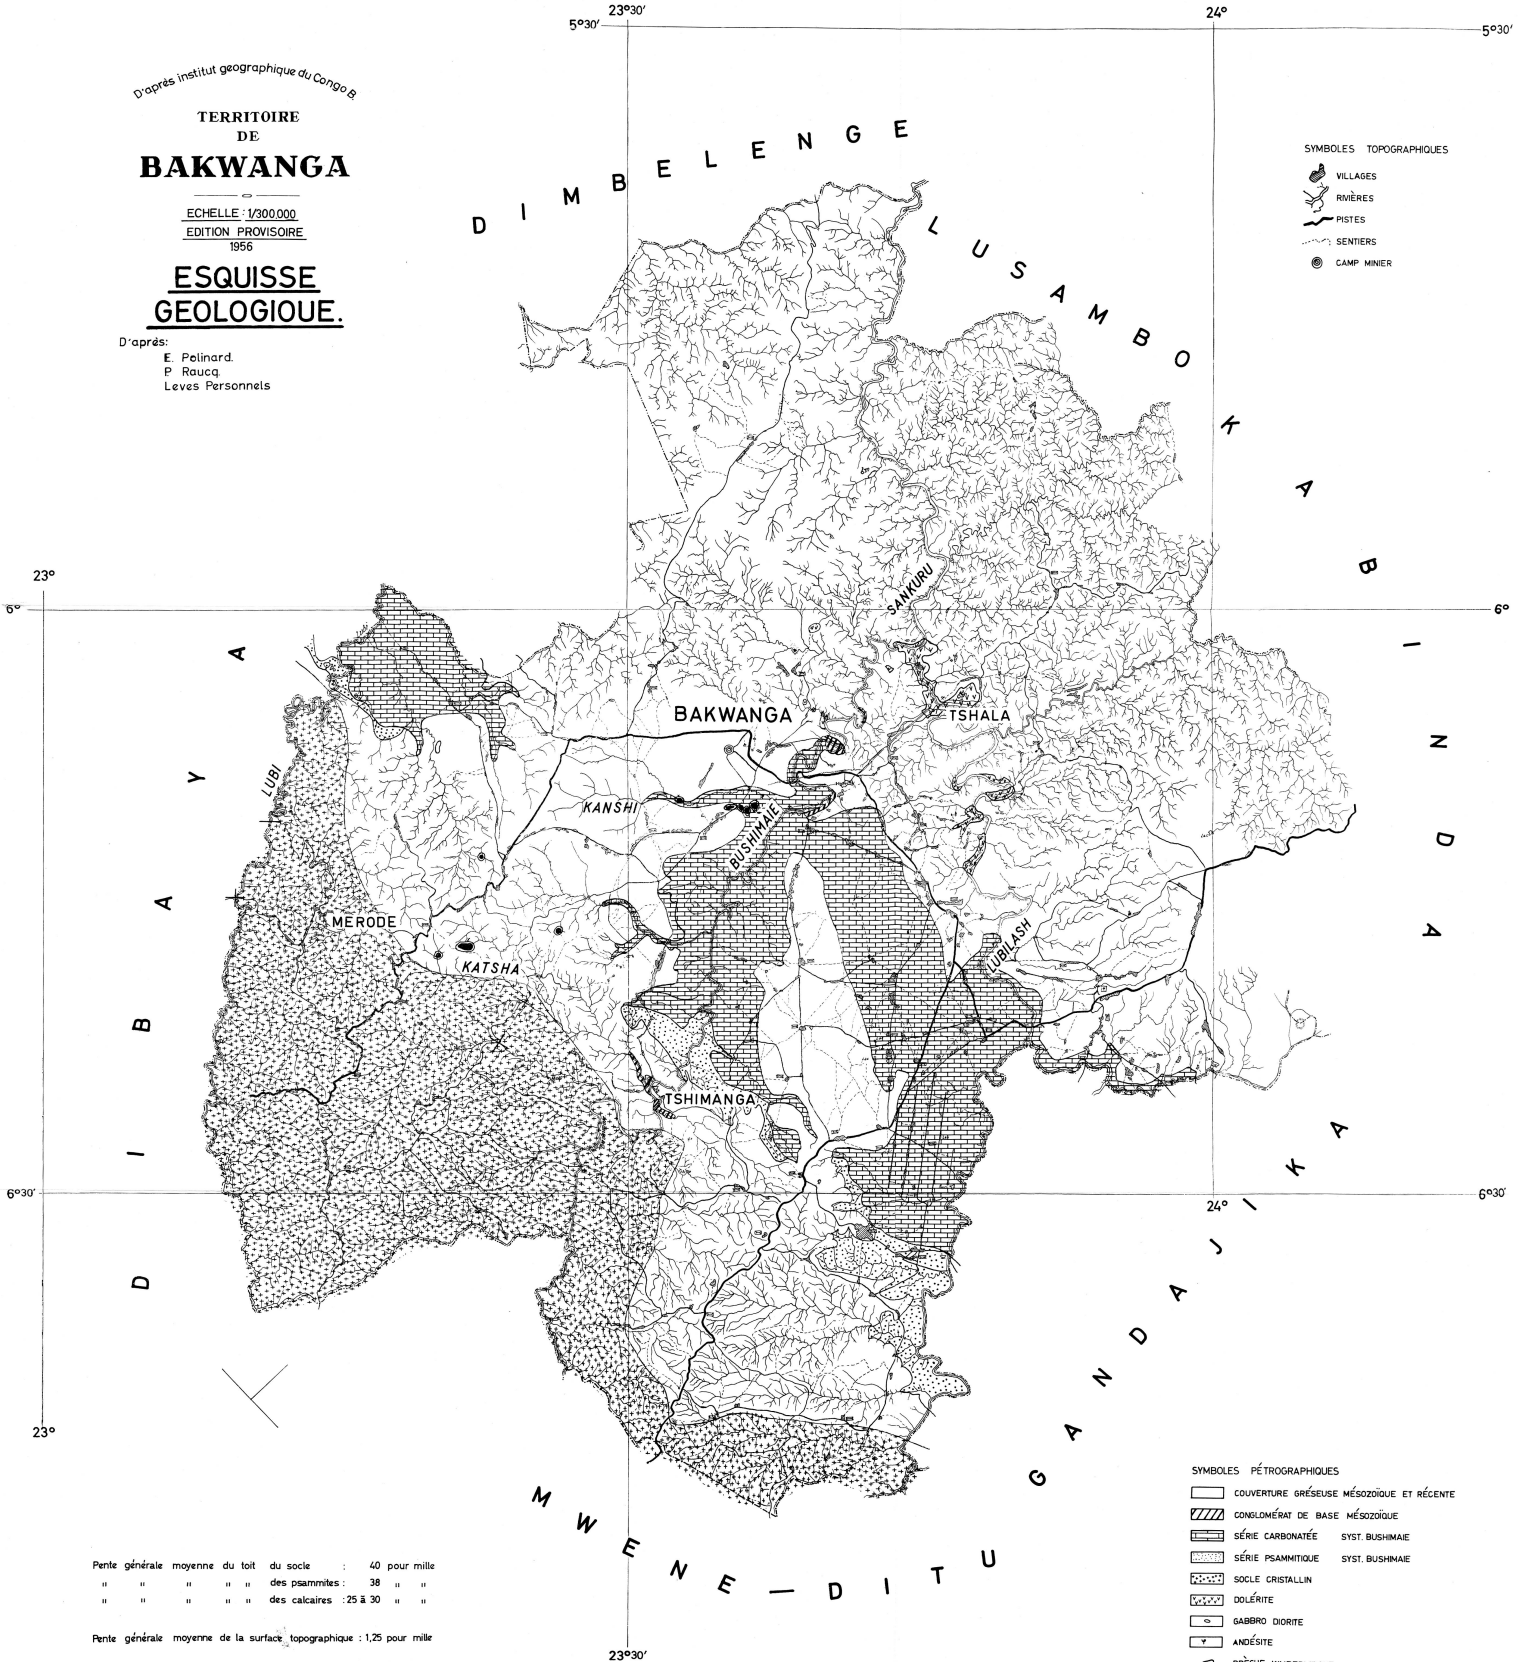 23°30′
24°
5°30′
5°30′
D'après institut geographique du Congo B.
TERRITOIRE
DE
BAKWANGA
ECHELLE : 1/300.000
EDITION PROVISOIRE
1956
ESQUISSE
GEOLOGIQUE.
D'après:
E. Polinard.
P Raucq.
Leves Personnels
SYMBOLES TOPOGRAPHIQUES
VILLAGES
RIVIÈRES
PISTES
SENTIERS
CAMP MINIER
DIMBELENGE
LUSAMBO
KABINDA
SANKURU
23°
6°
6°
BAKWANGA
TSHALA
LUBI
KANSHI
BUSHIMAIE
MERODE
KATSHA
LUBILASH
DIBAYA
TSHIMANGA
6°30′
6°30′
24°
23°
GANDAJIKA
MWENE—DITU
SYMBOLES PÉTROGRAPHIQUES
COUVERTURE GRÉSEUSE MÉSOZOÏQUE ET RÉCENTE
CONGLOMÉRAT DE BASE MÉSOZOÏQUE
SÉRIE CARBONATÉE SYST. BUSHIMAIE
SÉRIE PSAMMITIQUE SYST. BUSHIMAIE
SOCLE CRISTALLIN
DOLÉRITE
GABBRO DIORITE
ANDÉSITE
Pente générale moyenne du toit du socle : 40 pour mille
" " " " " des psammites : 38 " "
" " " " " des calcaires : 25 à 30 " "
Pente générale moyenne de la surface topographique : 1,25 pour mille
23°30′